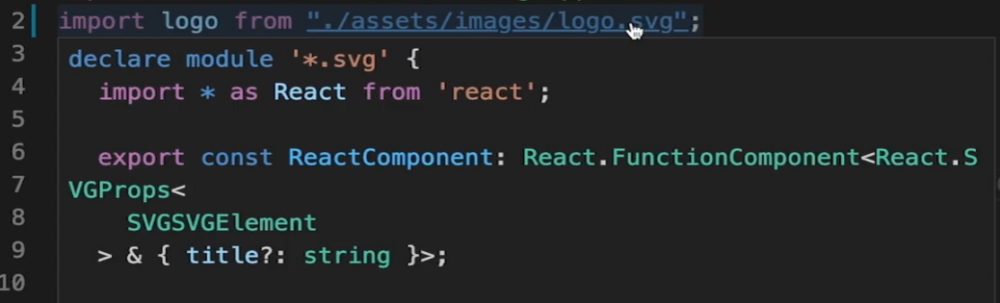 2 import logo from "./assets/images/logo.svg";
3 declare module '*.svg' {
4 import * as React from 'react';
5
6 export const ReactComponent: React.FunctionComponent<React.S
7 VGProps<
8 SVGSVGElement
9 > & { title?: string }>;
10